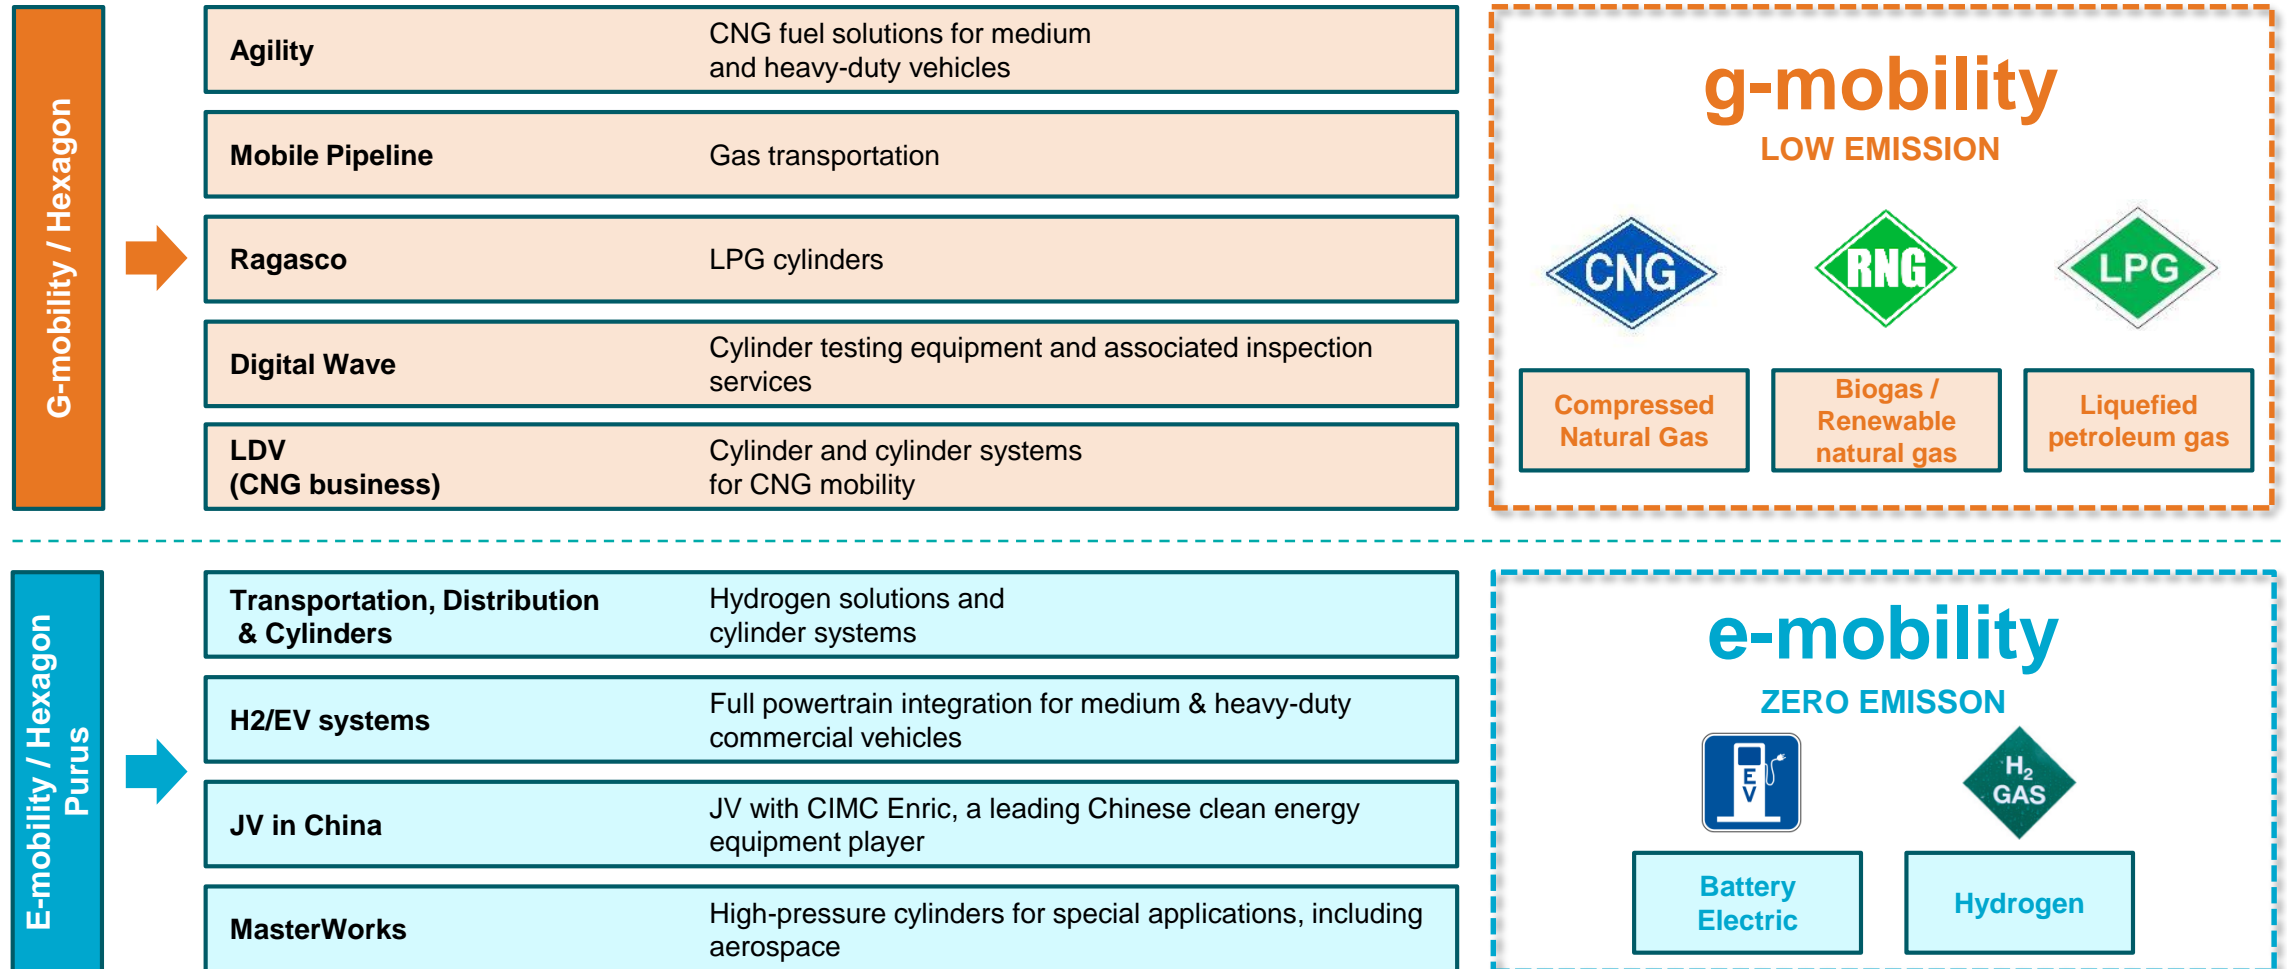 G-mobility / Hexagon
Agility
CNG fuel solutions for medium
and heavy-duty vehicles
Mobile Pipeline
Gas transportation
Ragasco
LPG cylinders
Digital Wave
Cylinder testing equipment and associated inspection
services
LDV
(CNG business)
Cylinder and cylinder systems
for CNG mobility
g-mobility
LOW EMISSION
CNG
RNG
LPG
Compressed
Natural Gas
Biogas /
Renewable
natural gas
Liquefied
petroleum gas
E-mobility / Hexagon
Purus
Transportation, Distribution
& Cylinders
Hydrogen solutions and
cylinder systems
H2/EV systems
Full powertrain integration for medium & heavy-duty
commercial vehicles
JV in China
JV with CIMC Enric, a leading Chinese clean energy
equipment player
MasterWorks
High-pressure cylinders for special applications, including
aerospace
e-mobility
ZERO EMISSON
E
V
H₂
GAS
Battery
Electric
Hydrogen